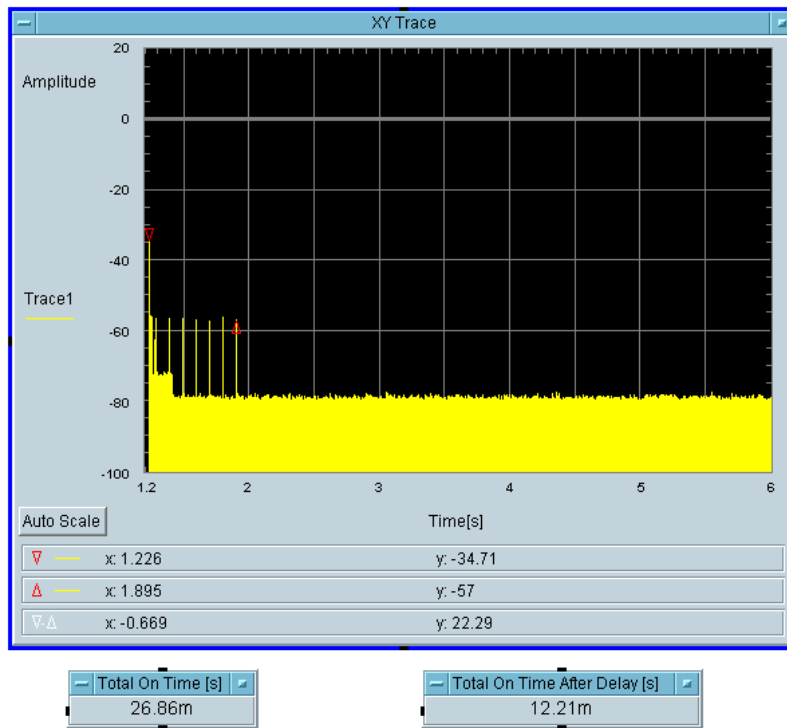 XY Trace
20
Amplitude
0
-20
-40
Trace1
-60
-80
-100
1.2 2 3 4 5 6
Auto Scale Time[s]
x: 1.226 y: -34.71
x: 1.895 y: -57
x: -0.669 y: 22.29
Total On Time [s] Total On Time After Delay [s]
26.86m 12.21m